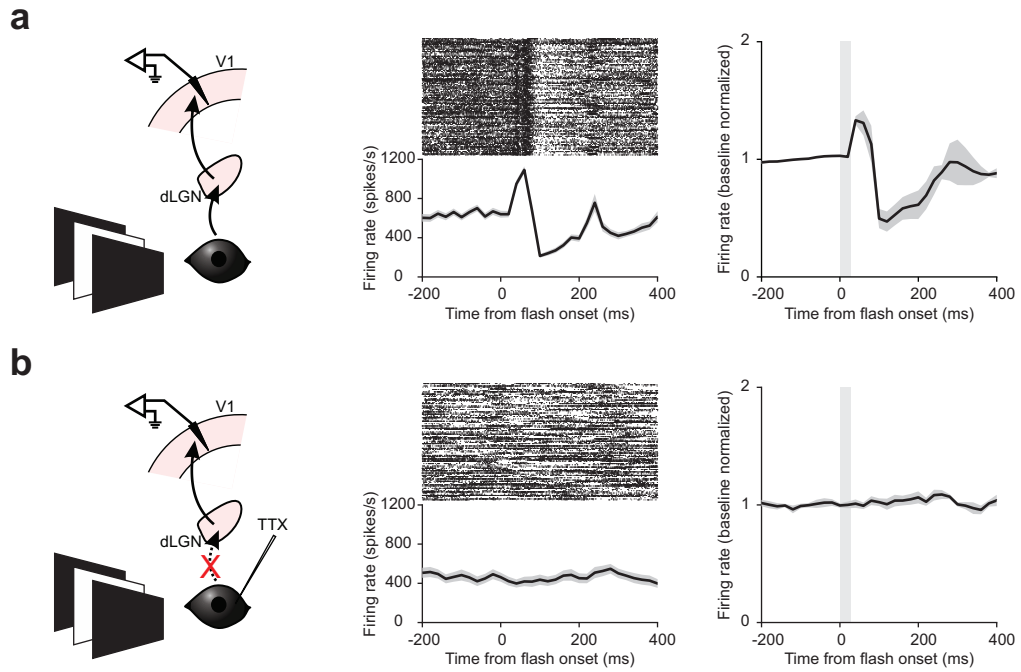 a
V1
dLGN
Firing rate (spikes/s)
1200
800
400
0
-200 0 200 400
Time from flash onset (ms)
Firing rate (baseline normalized)
2
1
0
-200 0 200 400
Time from flash onset (ms)
b
V1
dLGN
TTX
X
Firing rate (spikes/s)
1200
800
400
0
-200 0 200 400
Time from flash onset (ms)
Firing rate (baseline normalized)
2
1
0
-200 0 200 400
Time from flash onset (ms)